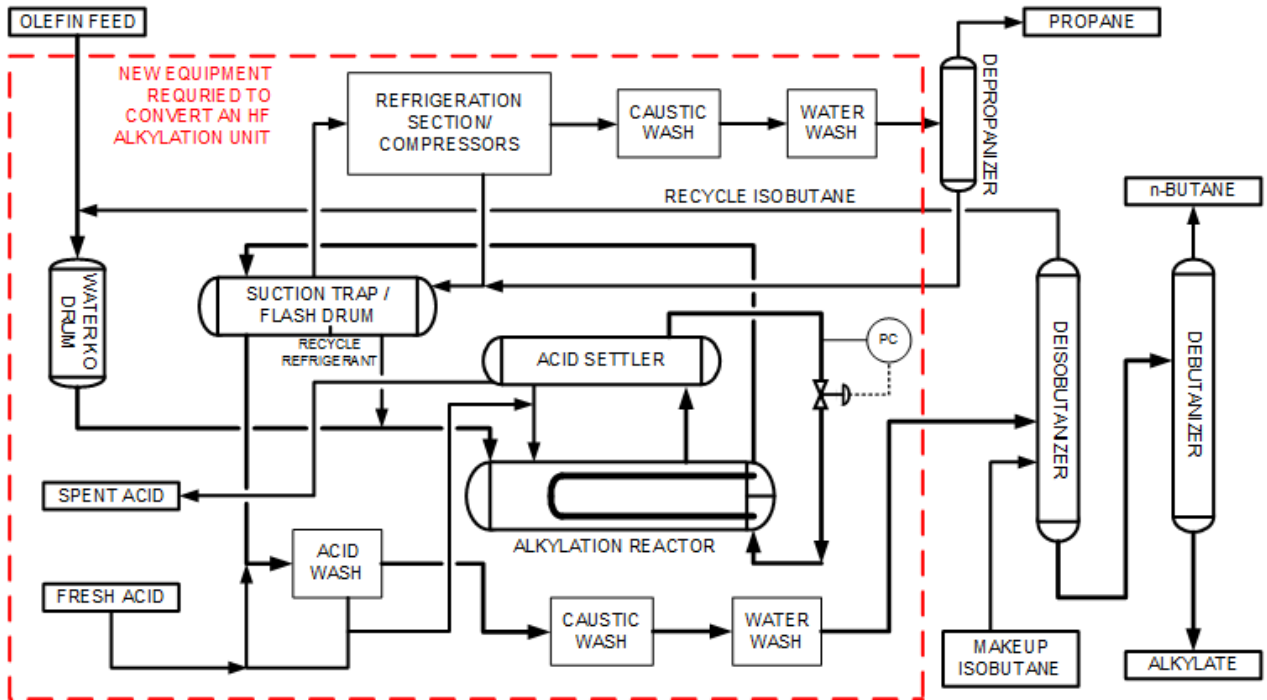 OLEFIN FEED
PROPANE
NEW EQUIPMENT
REQURIED TO
CONVERT AN HF
ALKYLATION UNIT
REFRIGERATION
SECTION/
COMPRESSORS
CAUSTIC
WASH
WATER
WASH
DEPROPANIZER
RECYCLE ISOBUTANE
n-BUTANE
WATER KO
DRUM
SUCTION TRAP /
FLASH DRUM
RECYCLE
REFRIGERANT
ACID SETTLER
PC
DEISOBUTANIZER
DEBUTANIZER
SPENT ACID
ALKYLATION REACTOR
ACID
WASH
FRESH ACID
CAUSTIC
WASH
WATER
WASH
MAKEUP
ISOBUTANE
ALKYLATE